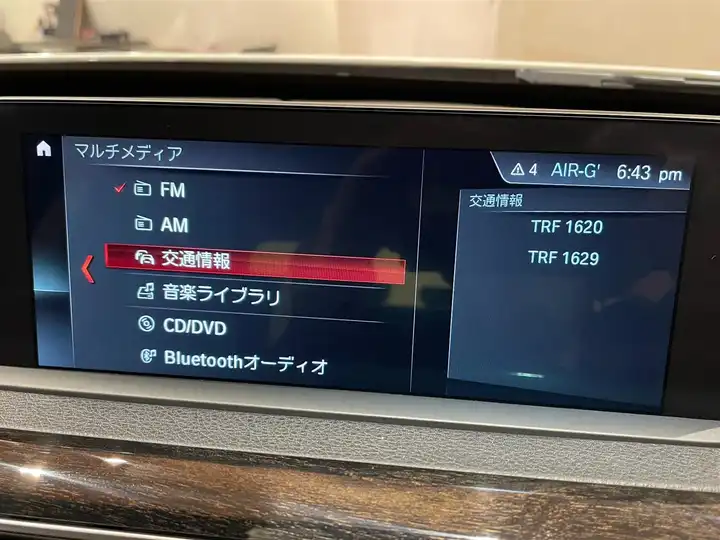 マルチメディア
4 AIR-G' 6:43 pm
FM
AM
交通情報
音楽ライブラリ
CD/DVD
Bluetoothオーディオ
交通情報
TRF 1620
TRF 1629